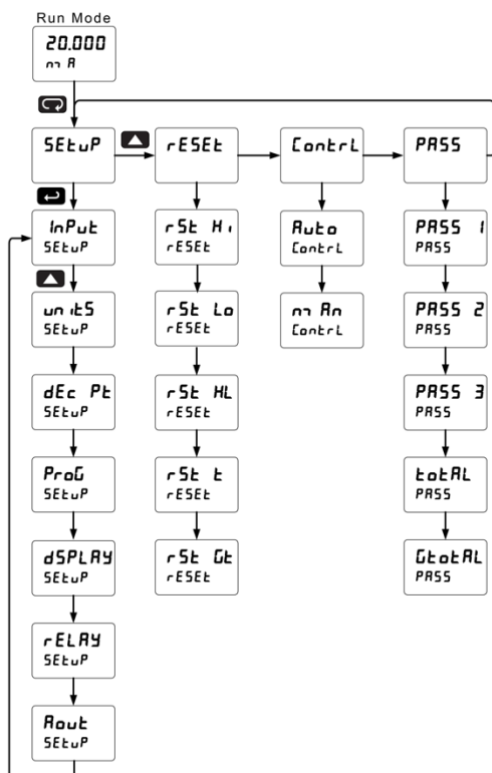 Run Mode
20.000
mA
SEtuP
rESEt
ContrL
PASS
InPut
SEtuP
rSt Hi
rESEt
Auto
ContrL
PASS 1
PASS
unitS
SEtuP
rSt Lo
rESEt
mAn
ContrL
PASS 2
PASS
dEc Pt
SEtuP
rSt HL
rESEt
PASS 3
PASS
ProG
SEtuP
rSt t
rESEt
totAL
PASS
dSPLAY
SEtuP
rSt Gt
rESEt
GtotAL
PASS
rELAY
SEtuP
Aout
SEtuP